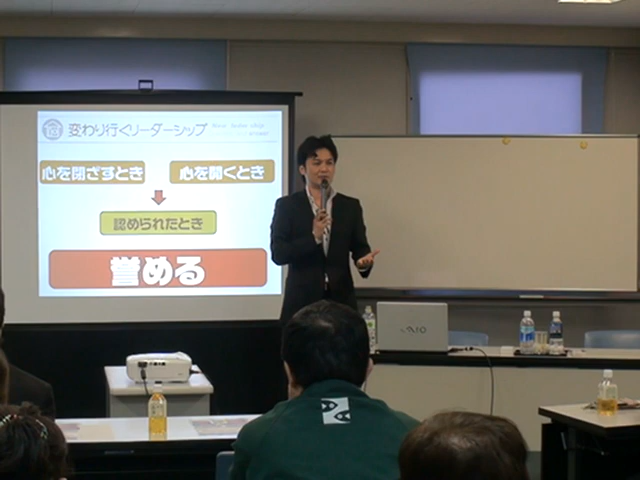 変わり行くリーダーシップ
心を閉ざすとき
心を開くとき
認められたとき
誉める
VAIO